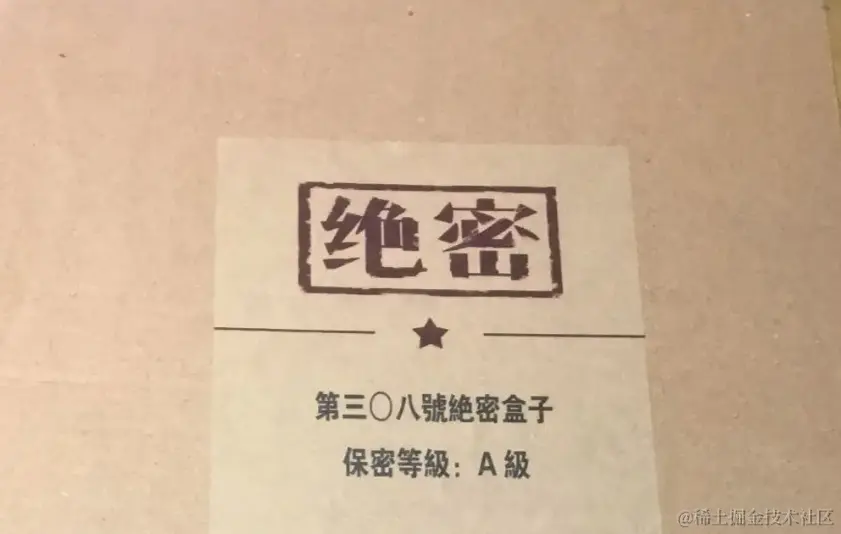 绝密
第三〇八號絶密盒子
保密等級：A級
@稀土掘金技术社区